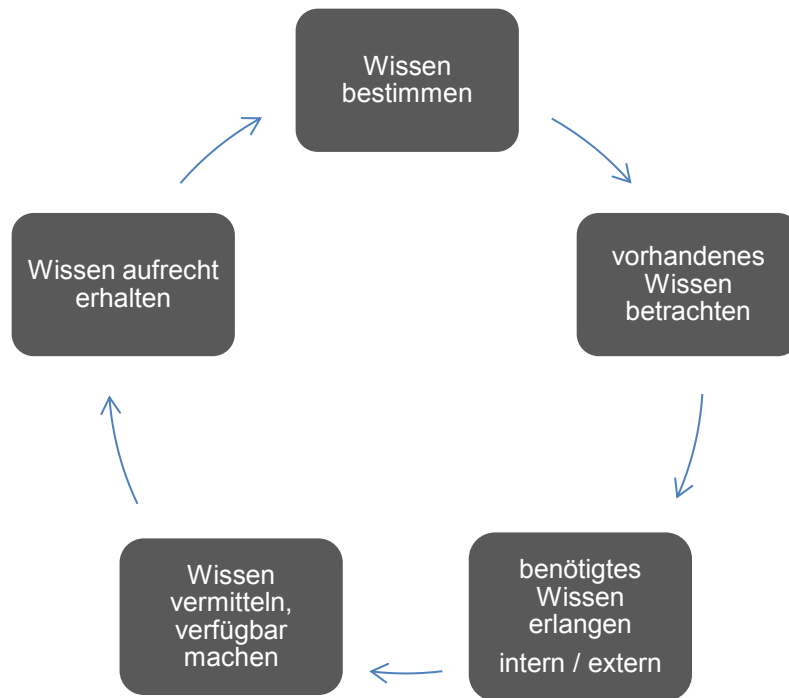 Wissen
bestimmen
vorhandenes
Wissen
betrachten
benötigtes
Wissen
erlangen
intern / extern
Wissen
vermitteln,
verfügbar
machen
Wissen aufrecht
erhalten